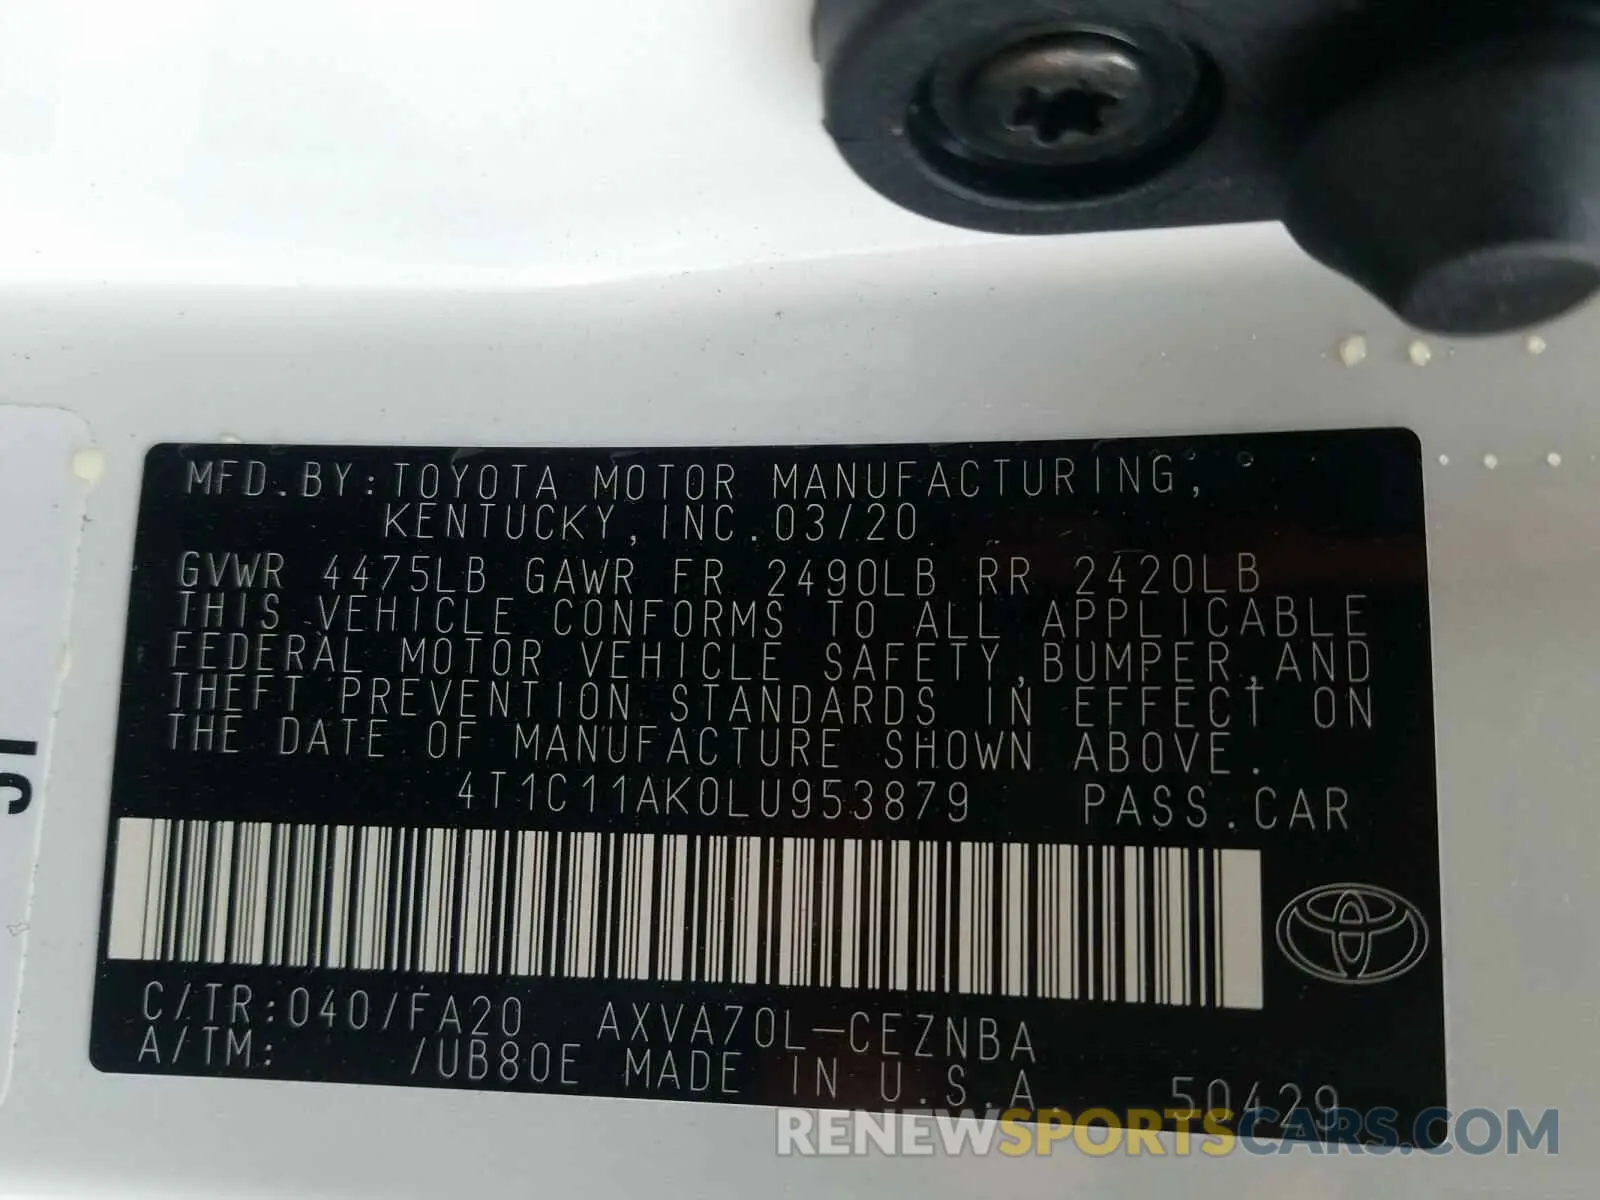 MFD.BY:TOYOTA MOTOR MANUFACTURING,
KENTUCKY,INC.03/20
GVWR 4475LB GAWR FR 2490LB RR 2420LB
THIS VEHICLE CONFORMS TO ALL APPLICABLE
FEDERAL MOTOR VEHICLE SAFETY,BUMPER,AND
THEFT PREVENTION STANDARDS IN EFFECT ON
THE DATE OF MANUFACTURE SHOWN ABOVE.
4T1C11AK0LU953879 PASS.CAR
C/TR:040/FA20 AXVA70L-CEZNBA
A/TM: /UB80E MADE IN U.S.A. 50429
RENEWSPORTSCARS.COM